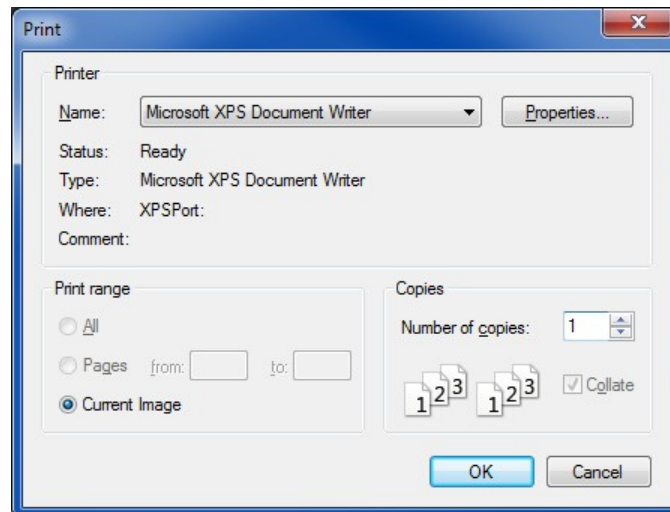 Print
Printer
Name: Microsoft XPS Document Writer Properties...
Status: Ready
Type: Microsoft XPS Document Writer
Where: XPSPort:
Comment:
Print range
All
Pages from: to:
Current Image
Copies
Number of copies: 1
1 2 3 1 2 3 Collate
OK Cancel